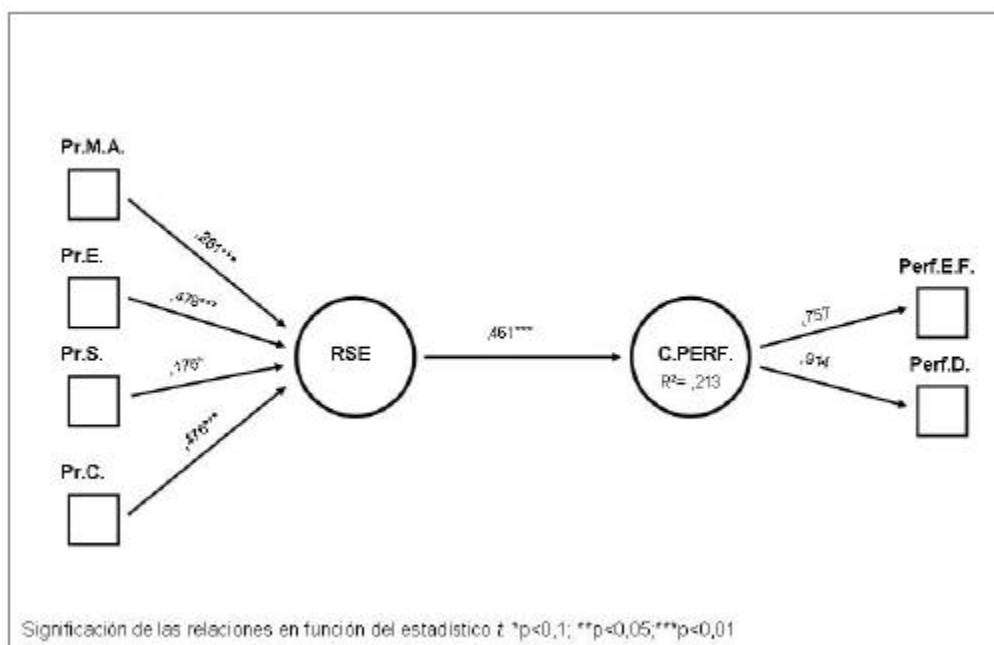 Pr.M.A.
,261***
Pr.E.
,478***
Pr.S.
,176*
Pr.C.
,476***
RSE
,461***
C.PERF.
R²= ,213
Perf.E.F.
,757
Perf.D.
,914
Significación de las relaciones en función del estadístico t: *p<0,1; **p<0,05;***p<0,01